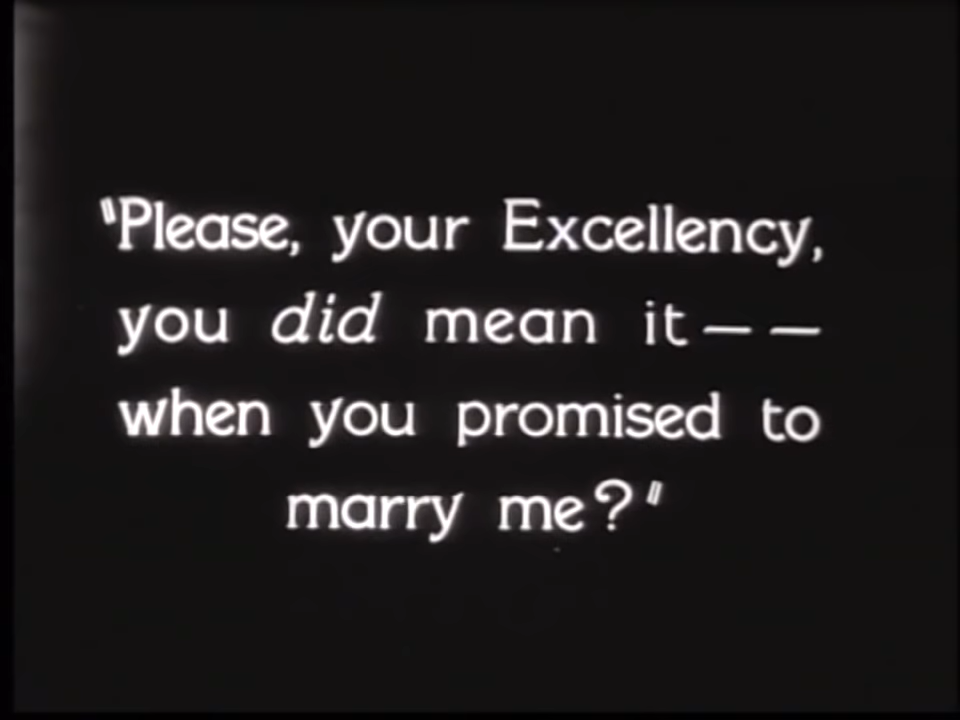 "Please, your Excellency,
you did mean it——
when you promised to
marry me?"